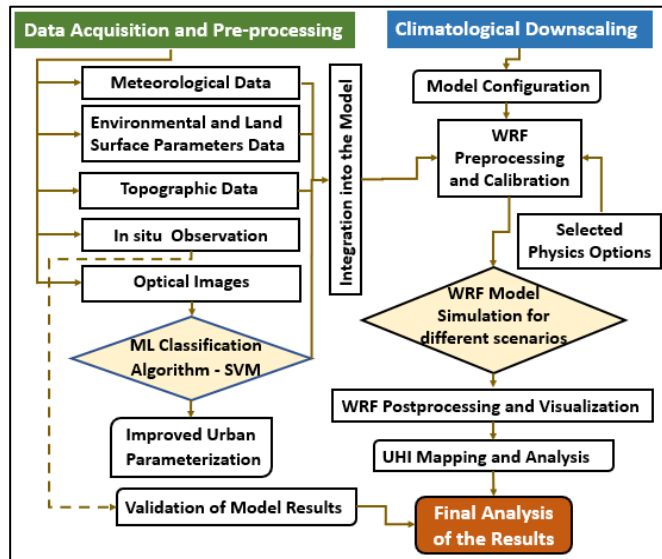 Data Acquisition and Pre-processing
Meteorological Data
Environmental and Land
Surface Parameters Data
Topographic Data
In situ Observation
Optical Images
ML Classification
Algorithm - SVM
Improved Urban
Parameterization
Validation of Model Results
Integration into the Model
Climatological Downscaling
Model Configuration
WRF
Preprocessing
and Calibration
Selected
Physics Options
WRF Model
Simulation for
different scenarios
WRF Postprocessing and Visualization
UHI Mapping and Analysis
Final Analysis
of the Results